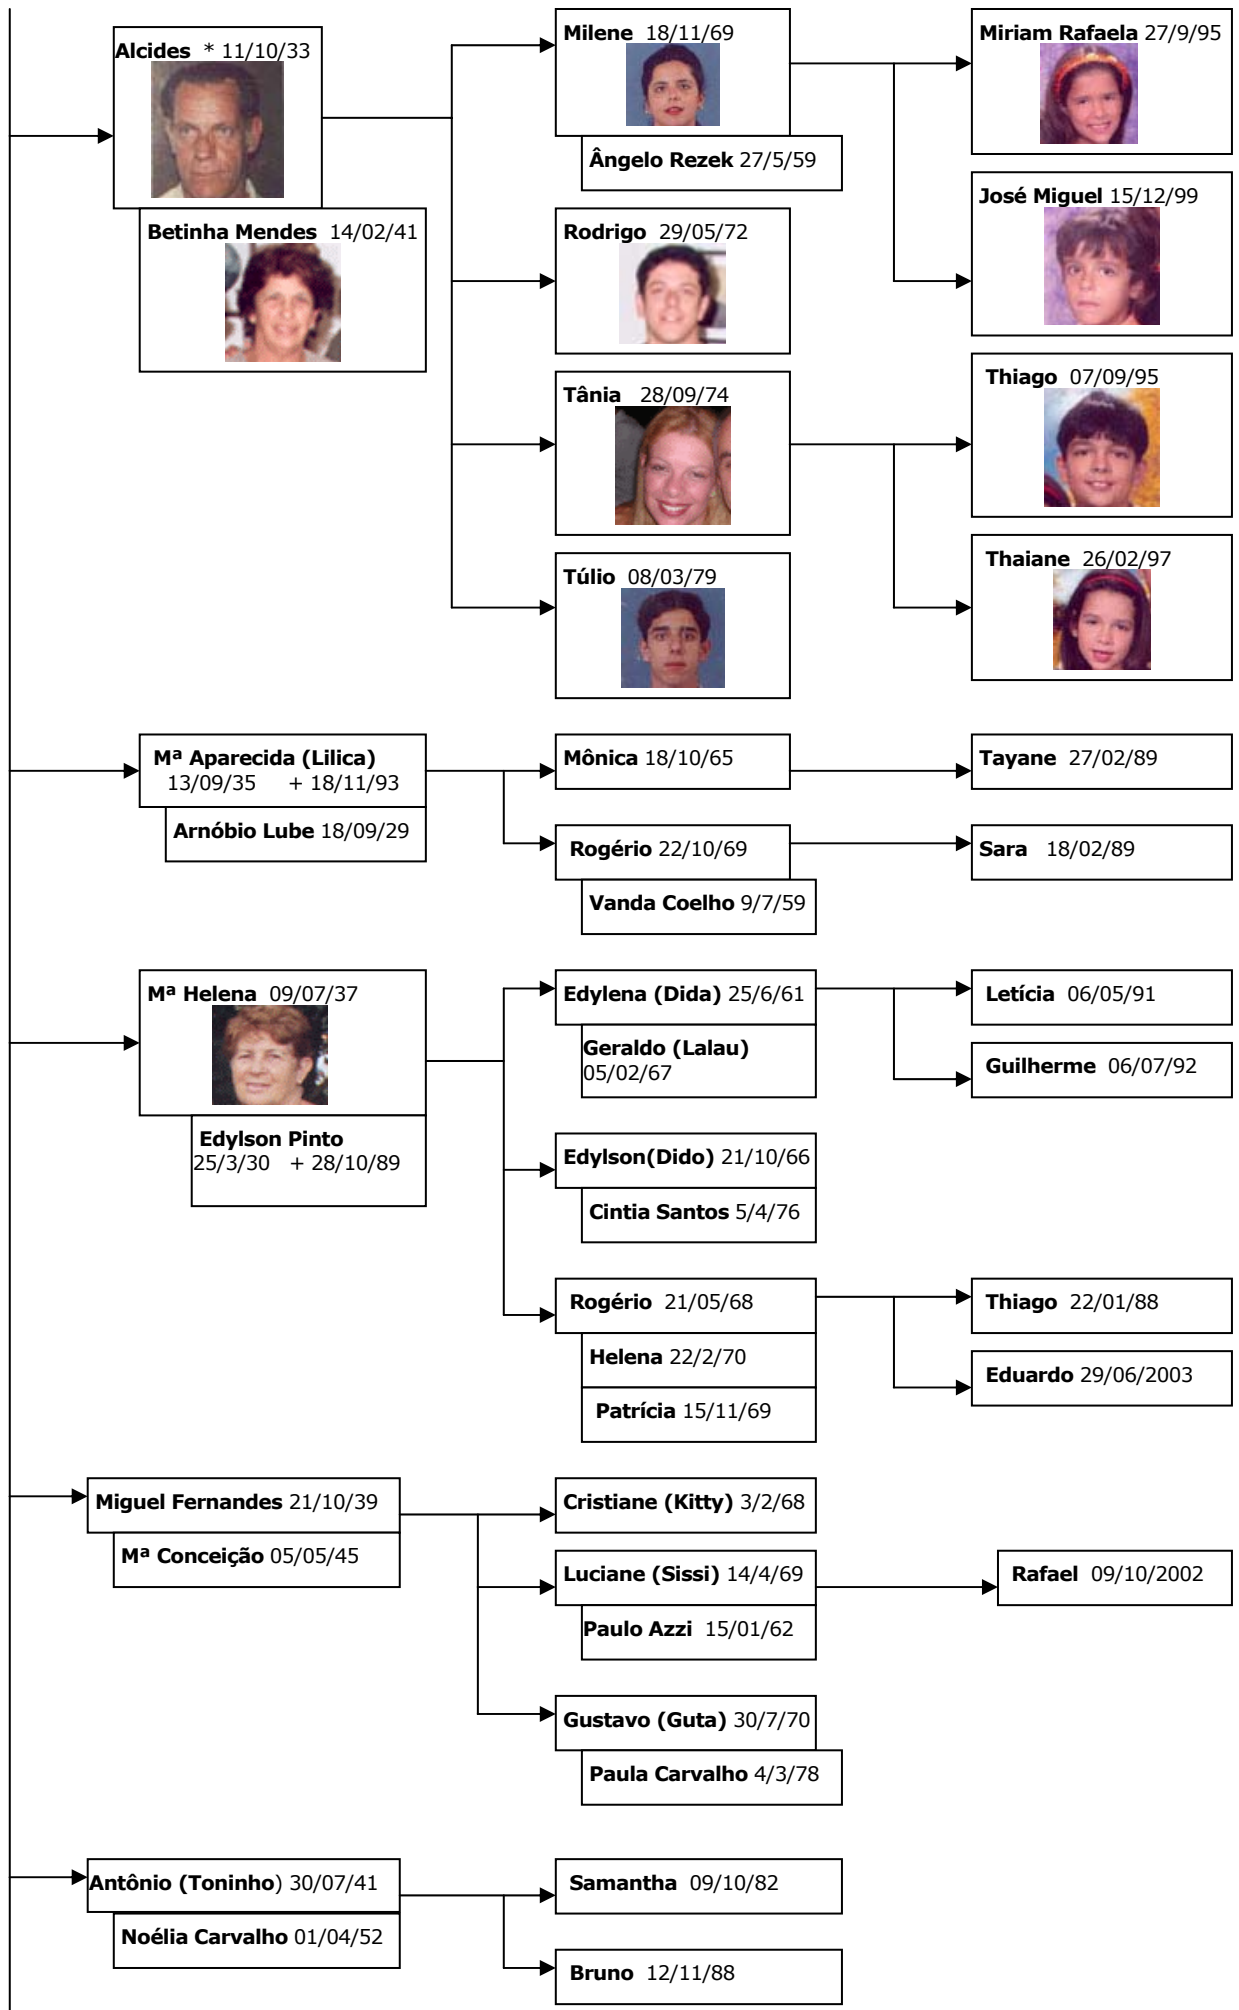 Alcides * 11/10/33
Betinha Mendes 14/02/41
Milene 18/11/69
Ângelo Rezek 27/5/59
Miriam Rafaela 27/9/95
José Miguel 15/12/99
Rodrigo 29/05/72
Tânia 28/09/74
Thiago 07/09/95
Thaiane 26/02/97
Túlio 08/03/79
Mª Aparecida (Lilica)
13/09/35 + 18/11/93
Arnóbio Lube 18/09/29
Mônica 18/10/65
Tayane 27/02/89
Rogério 22/10/69
Vanda Coelho 9/7/59
Sara 18/02/89
Mª Helena 09/07/37
Edylson Pinto
25/3/30 + 28/10/89
Edylena (Dida) 25/6/61
Geraldo (Lalau)
05/02/67
Letícia 06/05/91
Guilherme 06/07/92
Edylson(Dido) 21/10/66
Cintia Santos 5/4/76
Rogério 21/05/68
Helena 22/2/70
Patrícia 15/11/69
Thiago 22/01/88
Eduardo 29/06/2003
Miguel Fernandes 21/10/39
Mª Conceição 05/05/45
Cristiane (Kitty) 3/2/68
Luciane (Sissi) 14/4/69
Paulo Azzi 15/01/62
Rafael 09/10/2002
Gustavo (Guta) 30/7/70
Paula Carvalho 4/3/78
Antônio (Toninho) 30/07/41
Noélia Carvalho 01/04/52
Samantha 09/10/82
Bruno 12/11/88